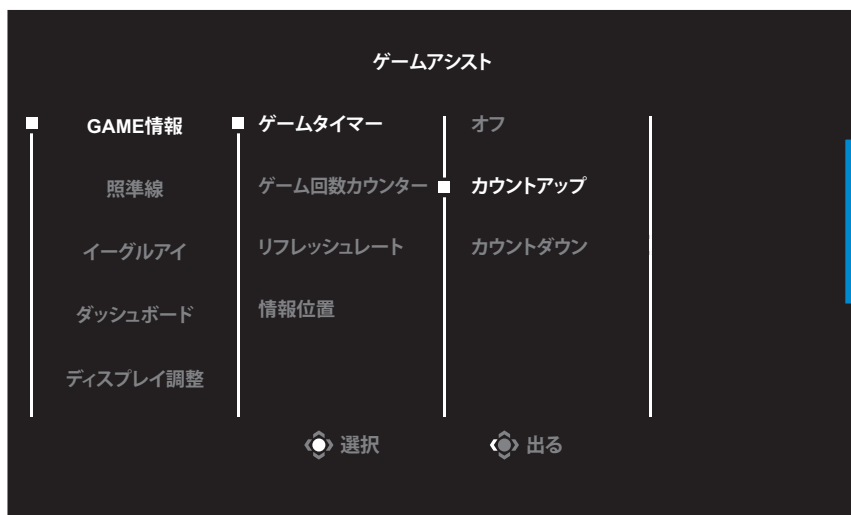 ゲームアシスト
GAME情報 ゲームタイマー オフ
照準線 ゲーム回数カウンター カウントアップ
イーグルアイ リフレッシュレート カウントダウン
ダッシュボード 情報位置
ディスプレイ調整
選択 出る